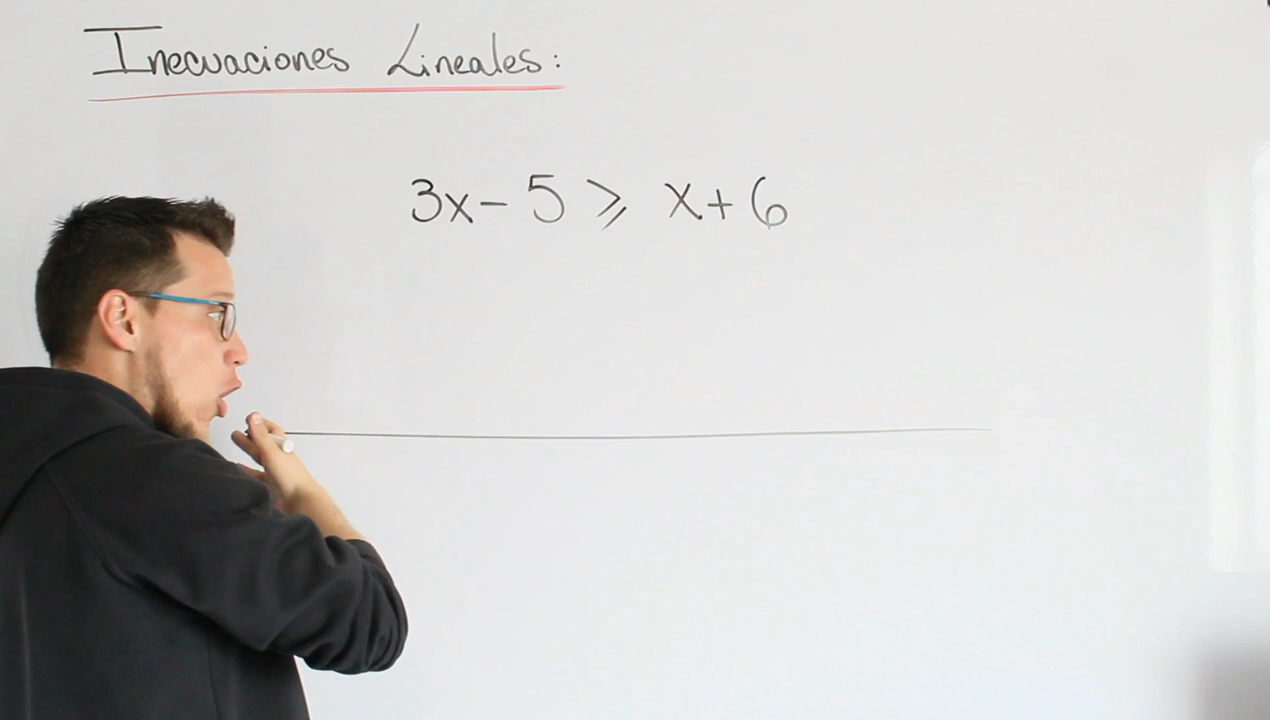 Inecuaciones Lineales:
3x - 5 ⩾ x + 6